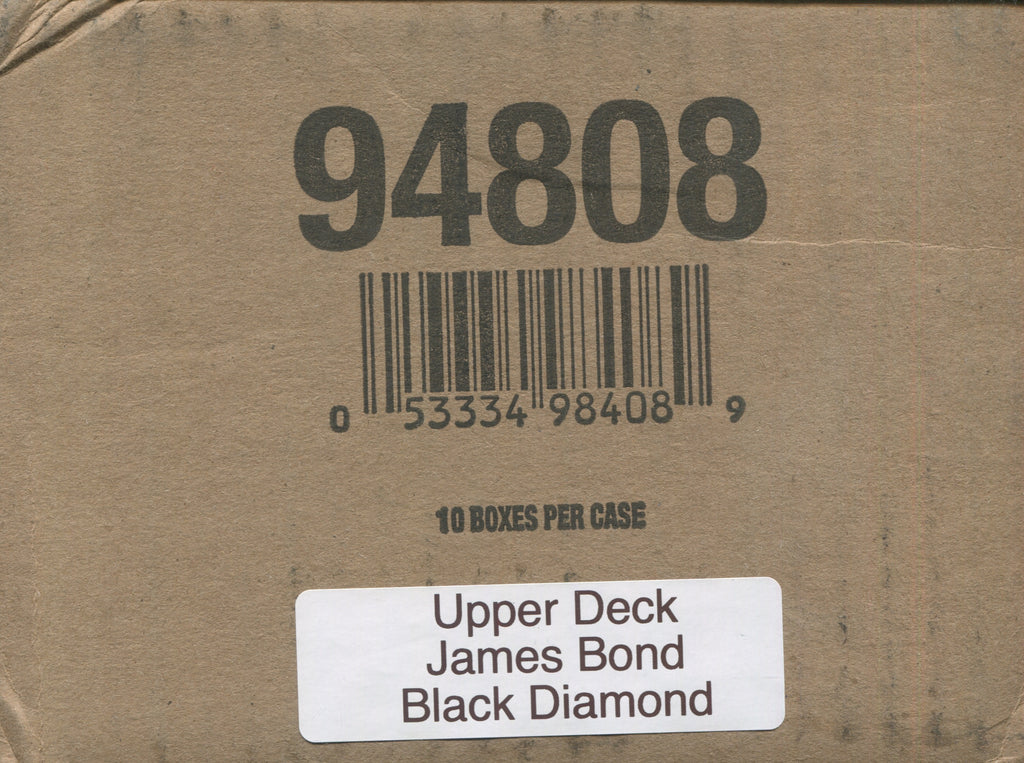 94808
0 53334 98408 9
10 BOXES PER CASE
Upper Deck
James Bond
Black Diamond